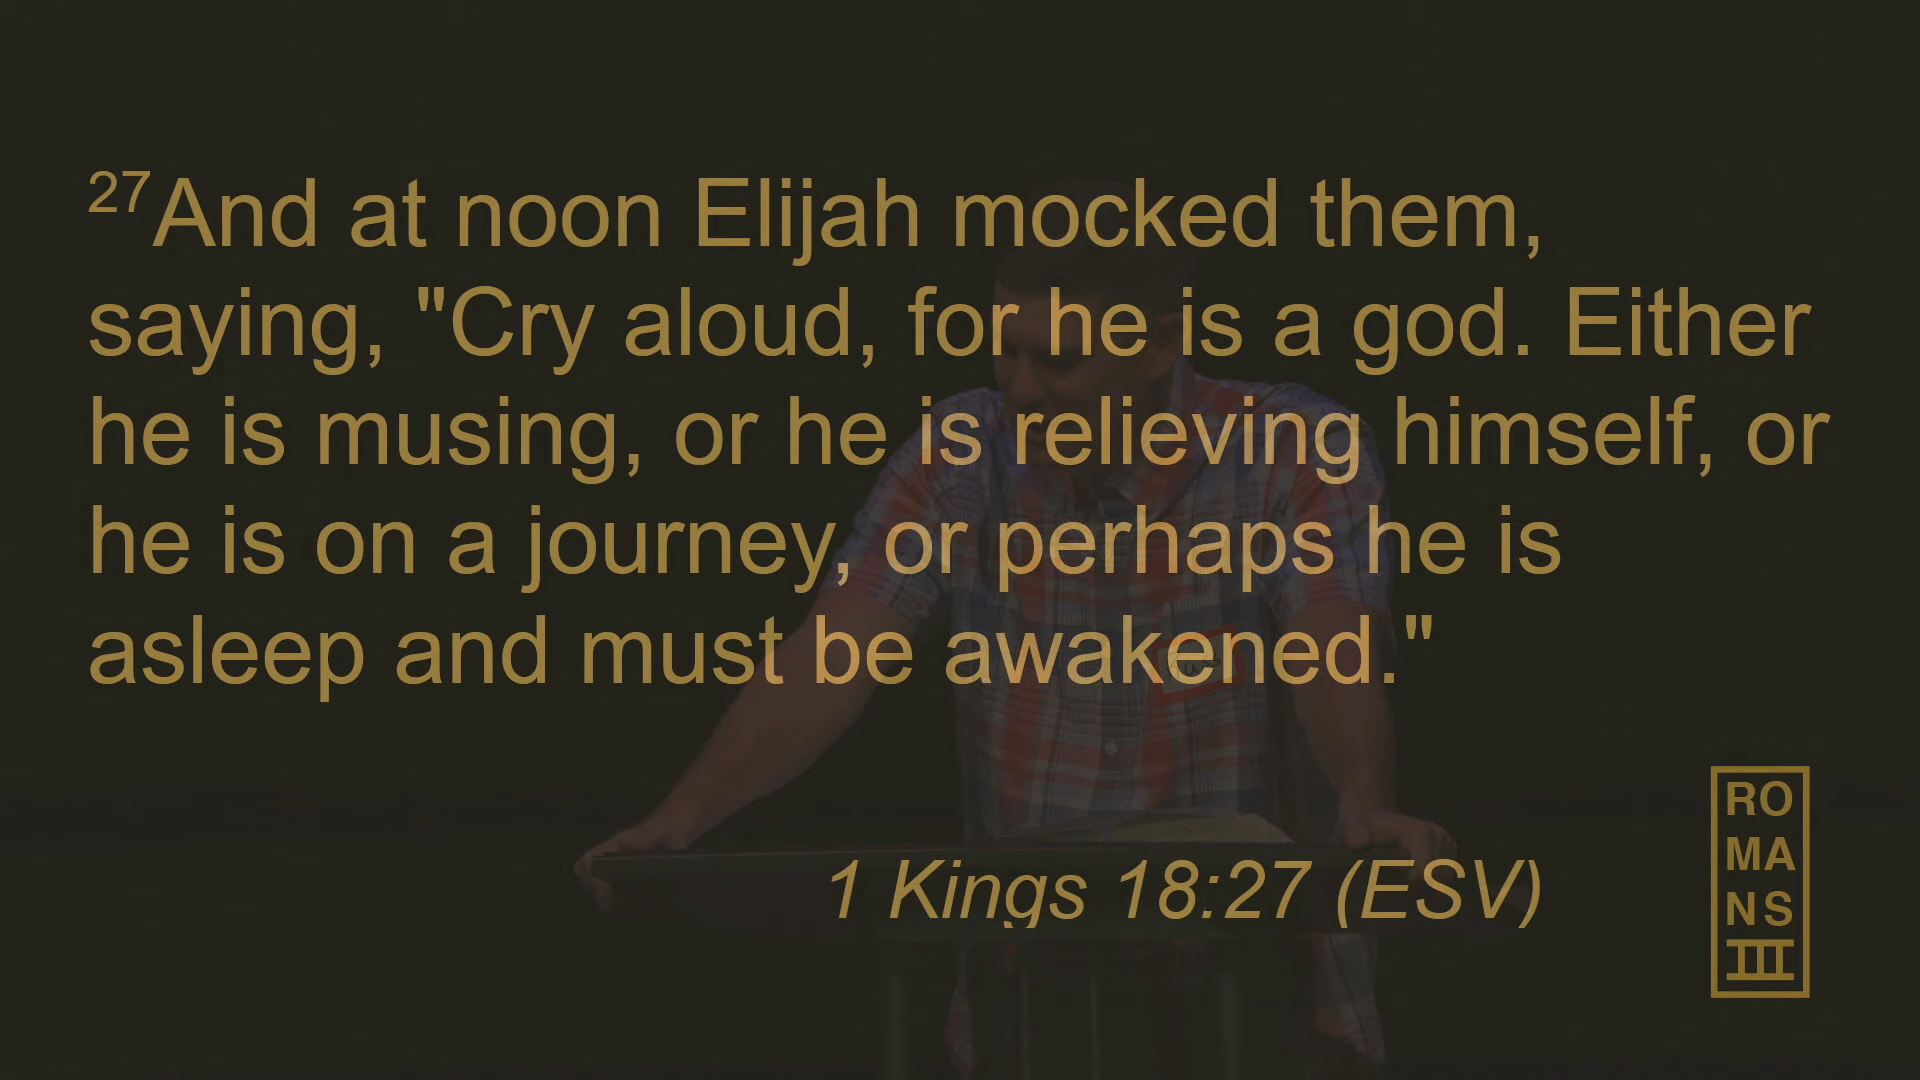 27And at noon Elijah mocked them,
saying, "Cry aloud, for he is a god. Either
he is musing, or he is relieving himself, or
he is on a journey, or perhaps he is
asleep and must be awakened."
1 Kings 18:27 (ESV)
RO
MA
NS
III